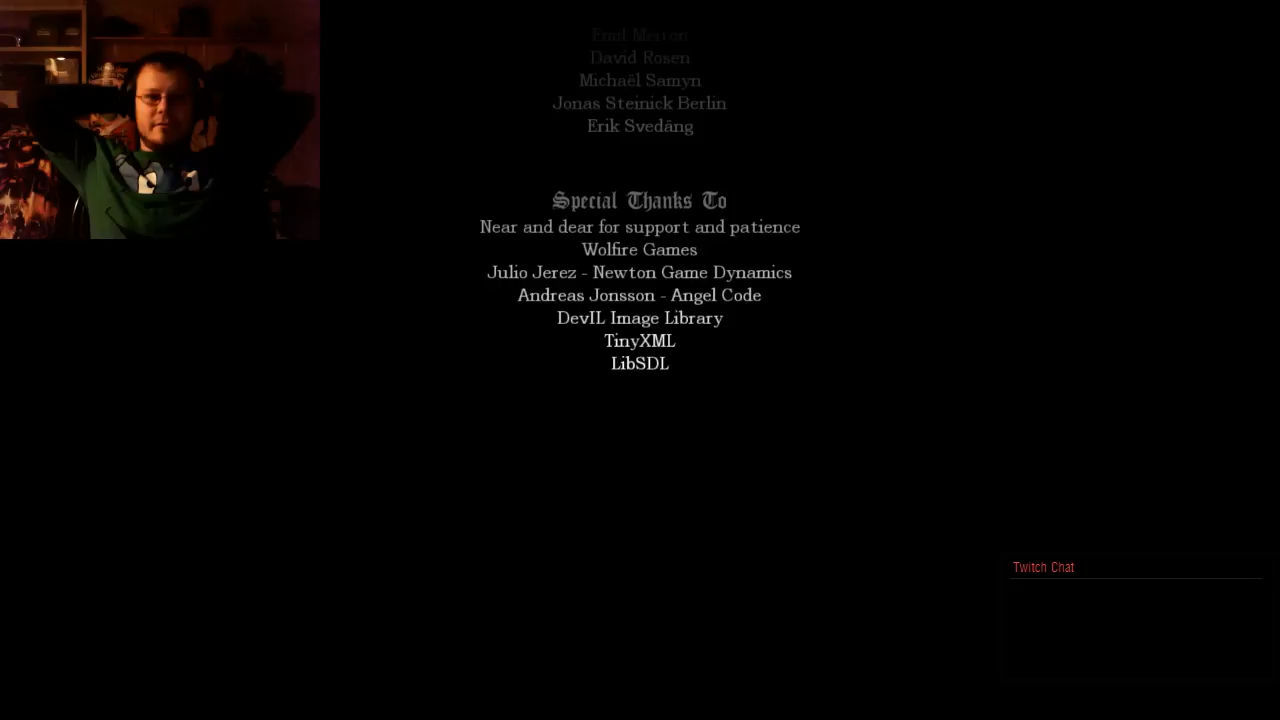 David Rosen
Michaël Samyn
Jonas Steinick Berlin
Erik Svedäng
Special Thanks To
Near and dear for support and patience
Wolfire Games
Julio Jerez - Newton Game Dynamics
Andreas Jonsson - Angel Code
DevIL Image Library
TinyXML
LibSDL
Twitch Chat